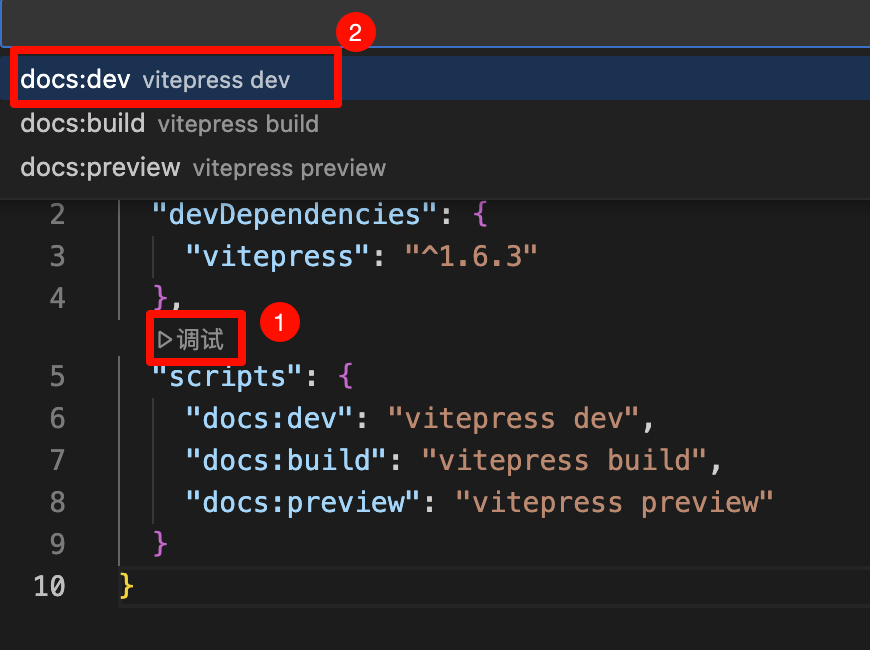 2
docs:dev vitepress dev
docs:build vitepress build
docs:preview vitepress preview
2 "devDependencies": {
3 "vitepress": "^1.6.3"
4 },
▷调试 1
5 "scripts": {
6 "docs:dev": "vitepress dev",
7 "docs:build": "vitepress build",
8 "docs:preview": "vitepress preview"
9 }
10 }